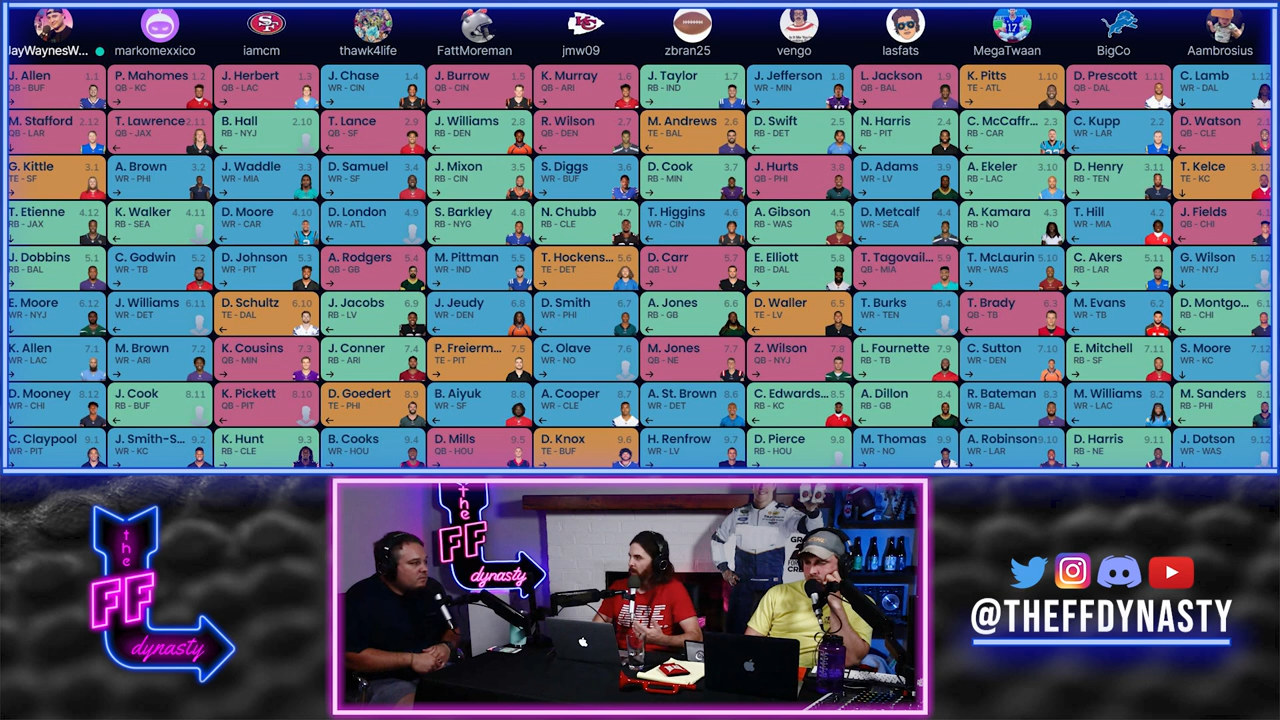 JayWaynesW... markomexxico iamcm thawk4life FattMoreman jmw09 zbran25 vengo lasfats MegaTwaan BigCo Aambrosius
J. Allen 1.1 P. Mahomes 1.2 J. Herbert 1.3 J. Chase 1.4 J. Burrow 1.5 K. Murray 1.6 J. Taylor 1.7 J. Jefferson 1.8 L. Jackson 1.9 K. Pitts 1.10 D. Prescott 1.11 C. Lamb 1.12
QB - BUF QB - KC QB - LAC WR - CIN QB - CIN QB - ARI RB - IND WR - MIN QB - BAL TE - ATL QB - DAL WR - DAL
M. Stafford 2.12 T. Lawrence 2.11 B. Hall 2.10 T. Lance 2.9 J. Williams 2.8 R. Wilson 2.7 M. Andrews 2.6 D. Swift 2.5 N. Harris 2.4 C. McCaffr... 2.3 C. Kupp 2.2 D. Watson
QB - LAR QB - JAX RB - NYJ QB - SF RB - DEN QB - DEN TE - BAL RB - DET RB - PIT RB - CAR WR - LAR QB - CLE
G. Kittle 3.1 A. Brown 3.2 J. Waddle 3.3 D. Samuel 3.4 J. Mixon 3.5 S. Diggs 3.6 D. Cook 3.7 J. Hurts 3.8 D. Adams 3.9 A. Ekeler 3.10 D. Henry 3.11 T. Kelce 3.12
TE - SF WR - PHI WR - MIA WR - SF RB - CIN WR - BUF RB - MIN QB - PHI WR - LV RB - LAC RB - TEN TE - KC
T. Etienne 4.12 K. Walker 4.11 D. Moore 4.10 D. London 4.9 S. Barkley 4.8 N. Chubb 4.7 T. Higgins 4.6 A. Gibson 4.5 D. Metcalf 4.4 A. Kamara 4.3 T. Hill 4.2 J. Fields
RB - JAX RB - SEA WR - CAR WR - ATL RB - NYG RB - CLE WR - CIN RB - WAS WR - SEA RB - NO WR - MIA QB - CHI
J. Dobbins 5.1 C. Godwin 5.2 D. Johnson 5.3 A. Rodgers 5.4 M. Pittman 5.5 T. Hockens... 5.6 D. Carr 5.7 E. Elliott 5.8 T. Tagovail... 5.9 T. McLaurin 5.10 C. Akers 5.11 G. Wilson 5.12
RB - BAL WR - TB WR - PIT QB - GB WR - IND TE - DET QB - LV RB - DAL QB - MIA WR - WAS RB - LAR WR - NYJ
E. Moore 6.12 J. Williams 6.11 D. Schultz 6.10 J. Jacobs 6.9 J. Jeudy 6.8 D. Smith 6.7 A. Jones 6.6 D. Waller 6.5 T. Burks 6.4 T. Brady 6.3 M. Evans 6.2 D. Montgo...
WR - NYJ WR - DET TE - DAL RB - LV WR - DEN WR - PHI RB - GB TE - LV WR - TEN QB - TB WR - TB RB - CHI
K. Allen 7.1 M. Brown 7.2 K. Cousins 7.3 J. Conner 7.4 P. Freierm... 7.5 C. Olave 7.6 M. Jones 7.7 Z. Wilson 7.8 L. Fournette 7.9 C. Sutton 7.10 E. Mitchell 7.11 S. Moore 7.12
WR - LAC WR - ARI QB - MIN RB - ARI TE - PIT WR - NO QB - NE QB - NYJ RB - TB WR - DEN RB - SF WR - KC
D. Mooney 8.12 J. Cook 8.11 K. Pickett 8.10 D. Goedert 8.9 B. Aiyuk 8.8 A. Cooper 8.7 A. St. Brown 8.6 C. Edwards... 8.5 A. Dillon 8.4 R. Bateman 8.3 M. Williams 8.2 M. Sanders
WR - CHI RB - BUF QB - PIT TE - PHI WR - SF WR - CLE WR - DET RB - KC RB - GB WR - BAL WR - LAC RB - PHI
C. Claypool 9.1 J. Smith-S... 9.2 K. Hunt 9.3 B. Cooks 9.4 D. Mills 9.5 D. Knox 9.6 H. Renfrow 9.7 D. Pierce 9.8 M. Thomas 9.9 A. Robinson 9.10 D. Harris 9.11 J. Dotson 9.12
WR - PIT WR - KC RB - CLE WR - HOU QB - HOU TE - BUF WR - LV RB - HOU WR - NO WR - LAR RB - NE WR - WAS
the
FF
dynasty
the
FF
dynasty
@THEFFDYNASTY